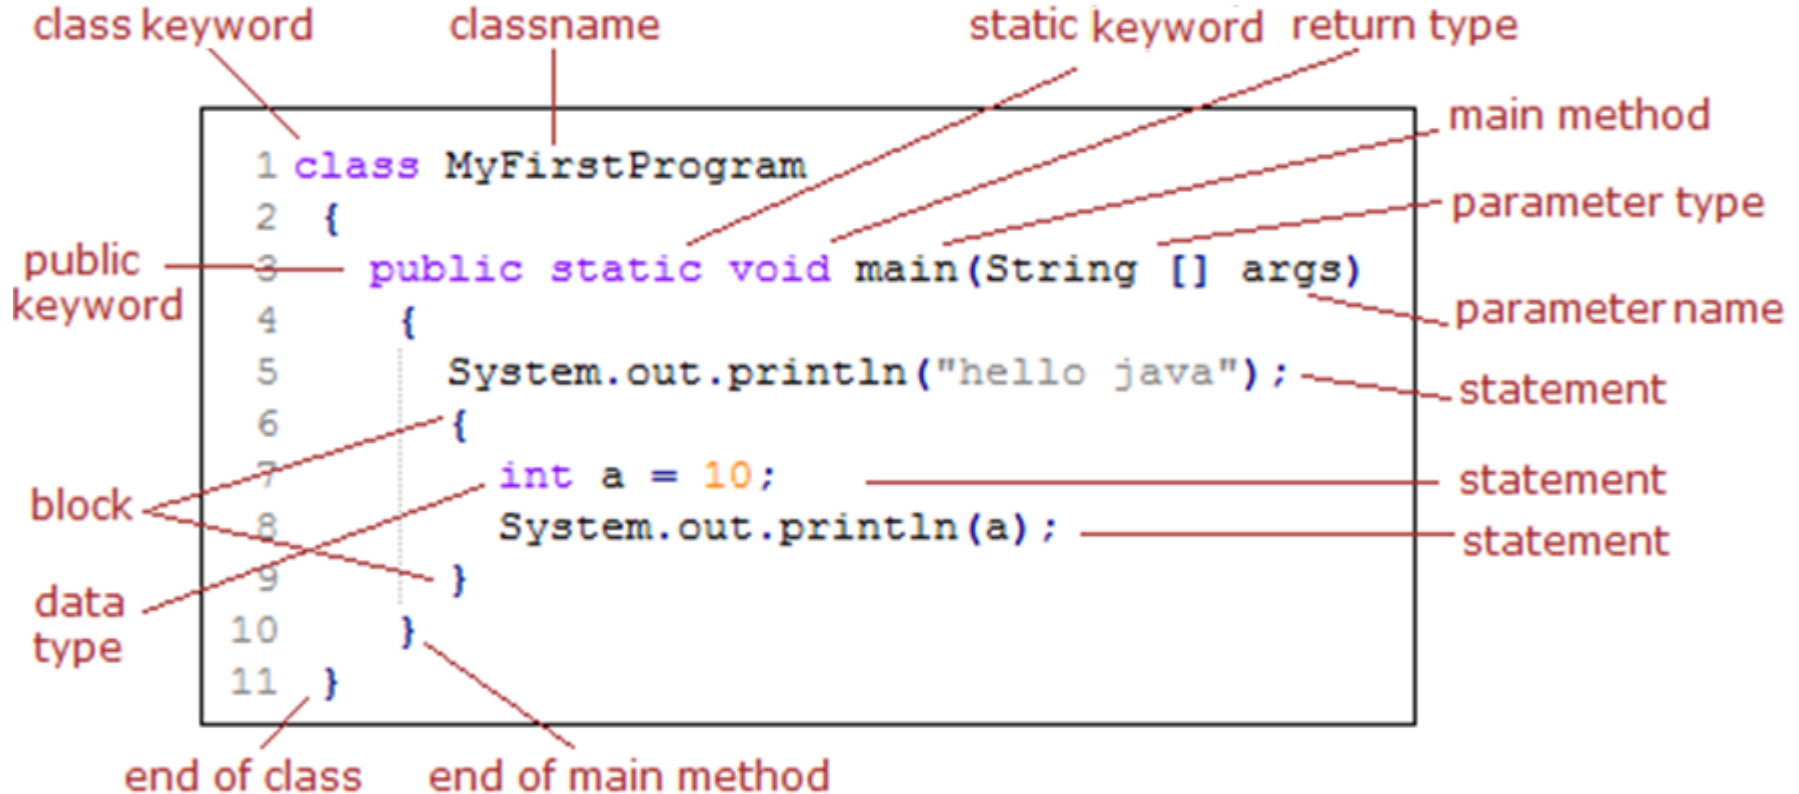 class keyword
classname
static keyword
return type
main method
parameter type
1 class MyFirstProgram
2 {
public
keyword
3 public static void main(String [] args)
parameter name
4 {
5 System.out.println("hello java");
statement
6 {
7 int a = 10;
statement
block
8 System.out.println(a);
statement
9 }
data
type
10 }
11 }
end of class
end of main method